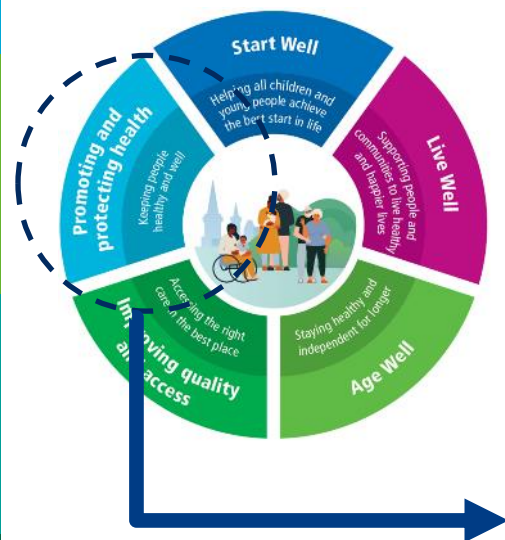 Start Well
Helping all children and
young people achieve
the best start in life
Live Well
Supporting people and
communities to live healthy
and happier lives
Age Well
Staying healthy and
independent for longer
Improving quality
and access
Accessing the right
care in the best place
Promoting and
protecting health
Keeping people
healthy and well